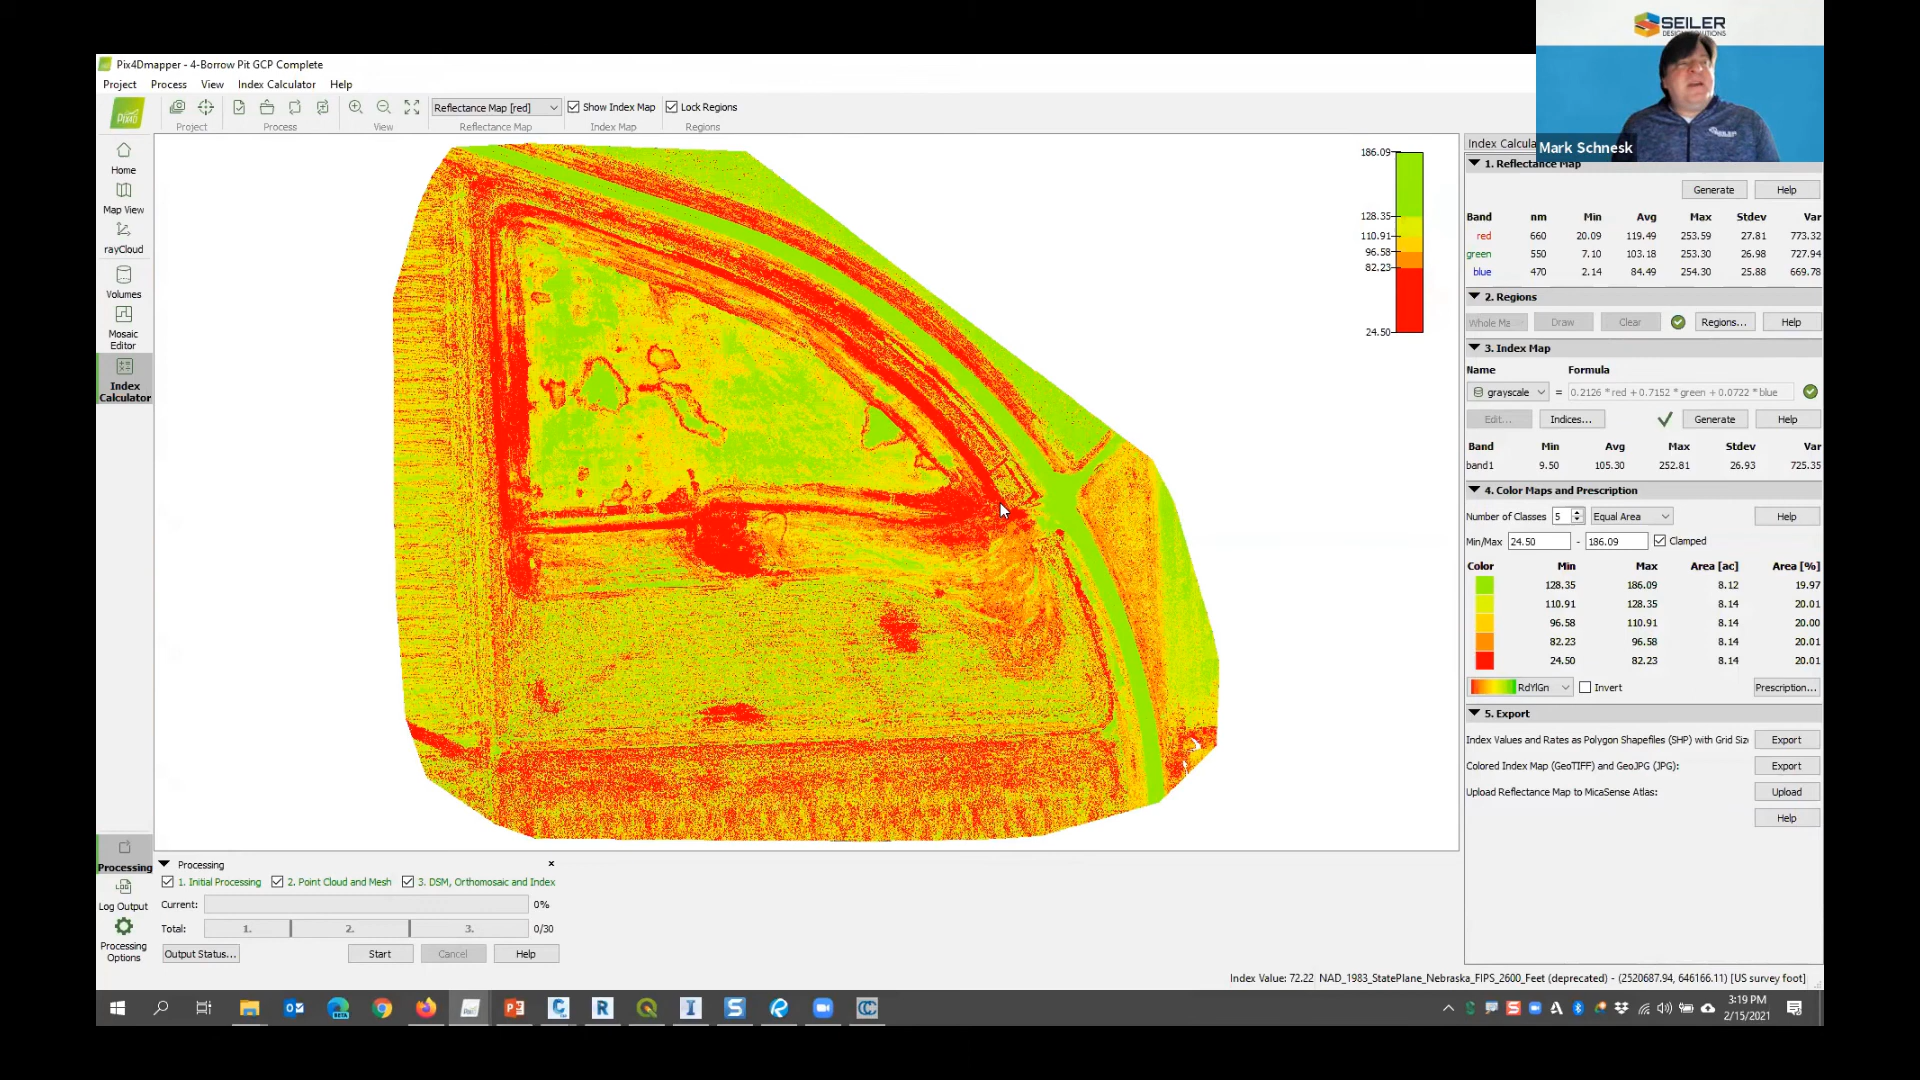 SEILER
DESIGN SOLUTIONS
Mark Schnesk
Pix4Dmapper - 4-Borrow Pit GCP Complete
Project Process View Index Calculator Help
Reflectance Map [red] Show Index Map Lock Regions
Project Process View Reflectance Map Index Map Regions
Home
Map View
rayCloud
Volumes
Mosaic
Editor
Index
Calculator
Processing
Log Output
Processing
Options
186.09
128.35
110.91
96.58
82.23
24.50
1. Reflectance Map
Generate Help
Band nm Min Avg Max Stdev Var
red 660 20.09 119.49 253.59 27.81 773.32
green 550 7.10 103.18 253.30 26.98 727.94
blue 470 2.14 84.49 254.30 25.88 669.78
2. Regions
Draw Clear Regions... Help
3. Index Map
Name Formula
grayscale = 0.2126 * red + 0.7152 * green + 0.0722 * blue
Edit... Indices... Generate Help
Band Min Avg Max Stdev Var
band1 9.50 105.30 252.81 26.93 725.35
4. Color Maps and Prescription
Number of Classes 5 Equal Area Help
Min/Max 24.50 - 186.09 Clamped
Color Min Max Area [ac] Area [%]
128.35 186.09 8.12 19.97
110.91 128.35 8.14 20.01
96.58 110.91 8.14 20.00
82.23 96.58 8.14 20.01
24.50 82.23 8.14 20.01
RdYlGn Invert Prescription...
5. Export
Index Values and Rates as Polygon Shapefiles (SHP) with Grid Siz Export
Colored Index Map (GeoTIFF) and GeoJPG (JPG): Export
Upload Reflectance Map to MicaSense Atlas: Upload
Help
Processing
1. Initial Processing 2. Point Cloud and Mesh 3. DSM, Orthomosaic and Index
Current: 0%
Total: 1. 2. 3. 0/30
Output Status... Start Cancel Help
Index Value: 72.22 NAD_1983_StatePlane_Nebraska_FIPS_2600_Feet (deprecated) - (2520687.94, 646166.11) [US survey foot]
3:19 PM
2/15/2021